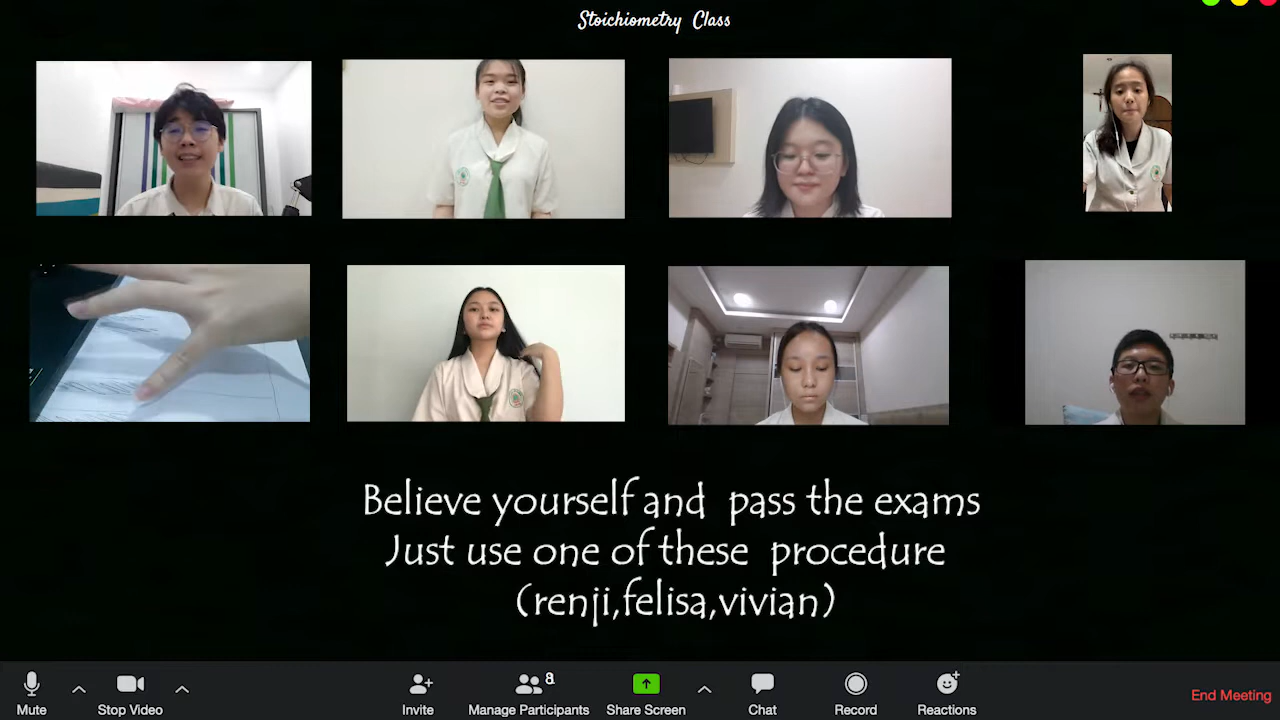 Stoichiometry Class
Believe yourself and pass the exams
Just use one of these procedure
(renji,felisa,vivian)
a
Mute
Stop Video
Invite
Manage Participants
Share Screen
Chat
Record
Reactions
End Meeting